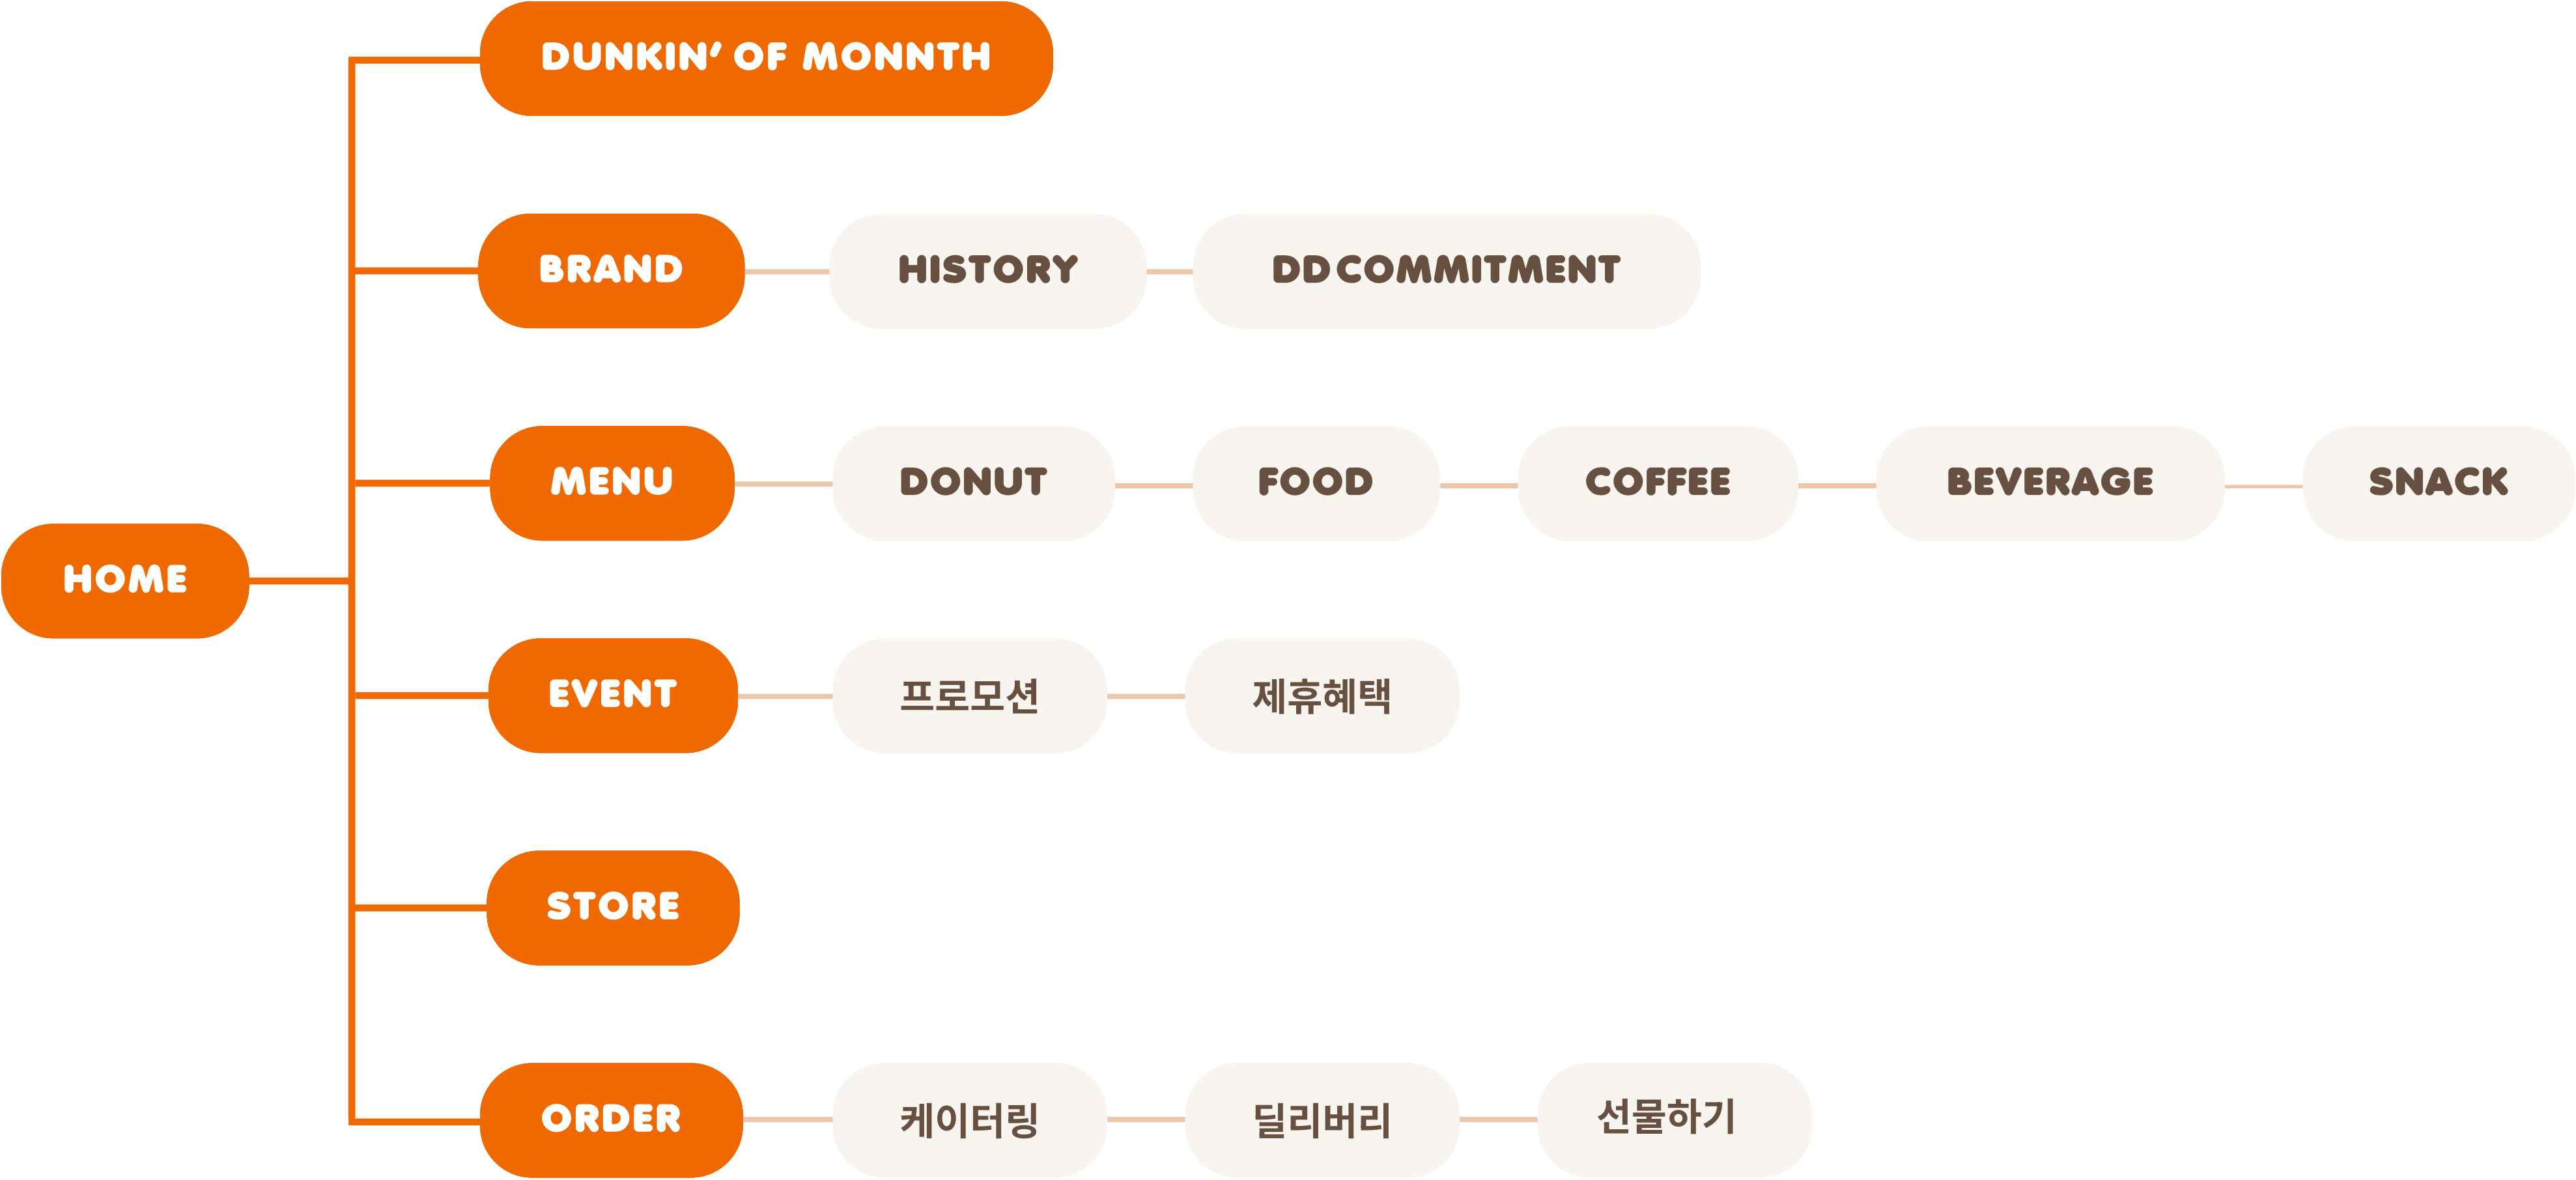 DUNKIN’ OF MONNTH
BRAND
HISTORY
DD COMMITMENT
MENU
DONUT
FOOD
COFFEE
BEVERAGE
SNACK
HOME
EVENT
프로모션
제휴혜택
STORE
ORDER
케이터링
딜리버리
선물하기